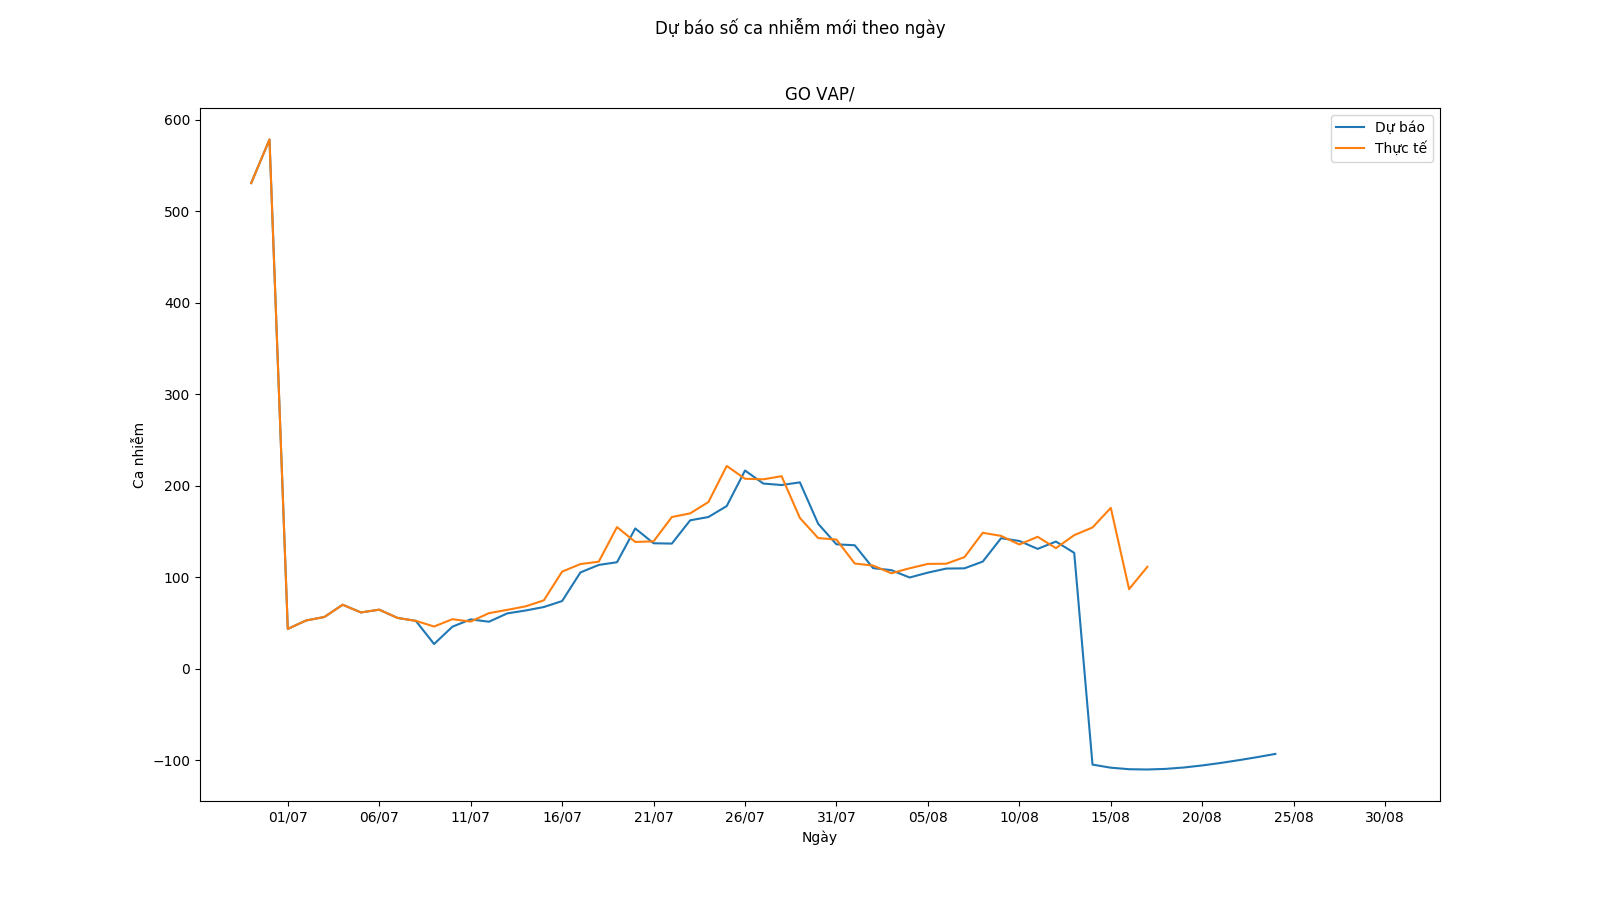 Dự báo số ca nhiễm mới theo ngày
GO VAP/
Dự báo
Thực tế
600
500
400
300
200
100
0
−100
Ca nhiễm
01/07 06/07 11/07 16/07 21/07 26/07 31/07 05/08 10/08 15/08 20/08 25/08 30/08
Ngày